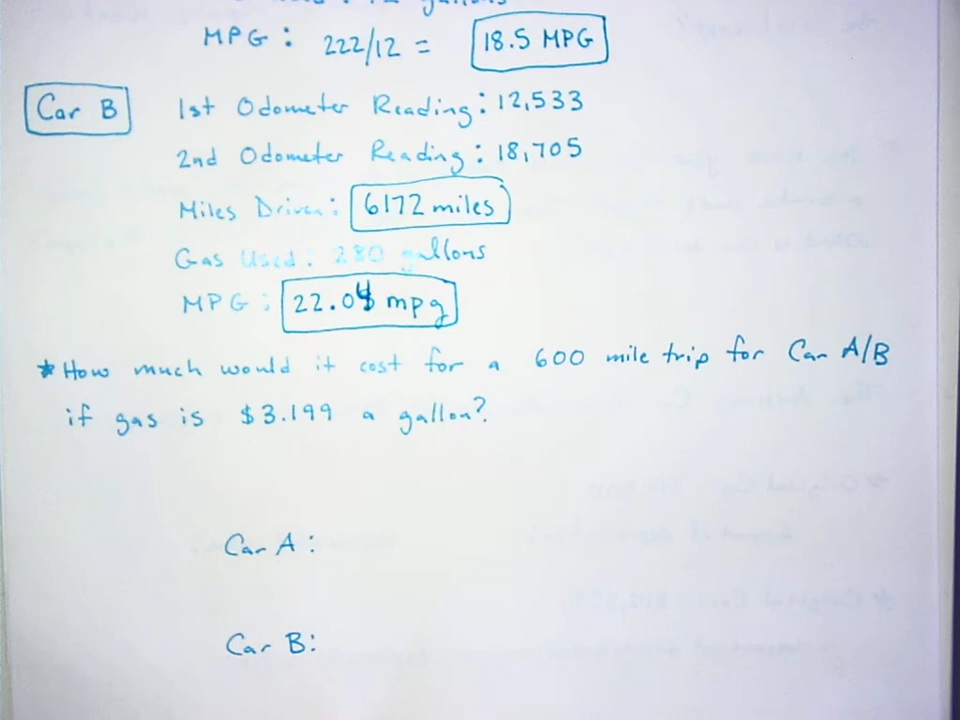 gallons
MPG: 222/12 = 18.5 MPG
Car B 1st Odometer Reading: 12,533
2nd Odometer Reading: 18,705
Miles Driven: 6172 miles
Gas Used: 280 gallons
MPG: 22.04 mpg
*How much would it cost for a 600 mile trip for Car A/B
if gas is $3.199 a gallon?
Car A:
Car B: